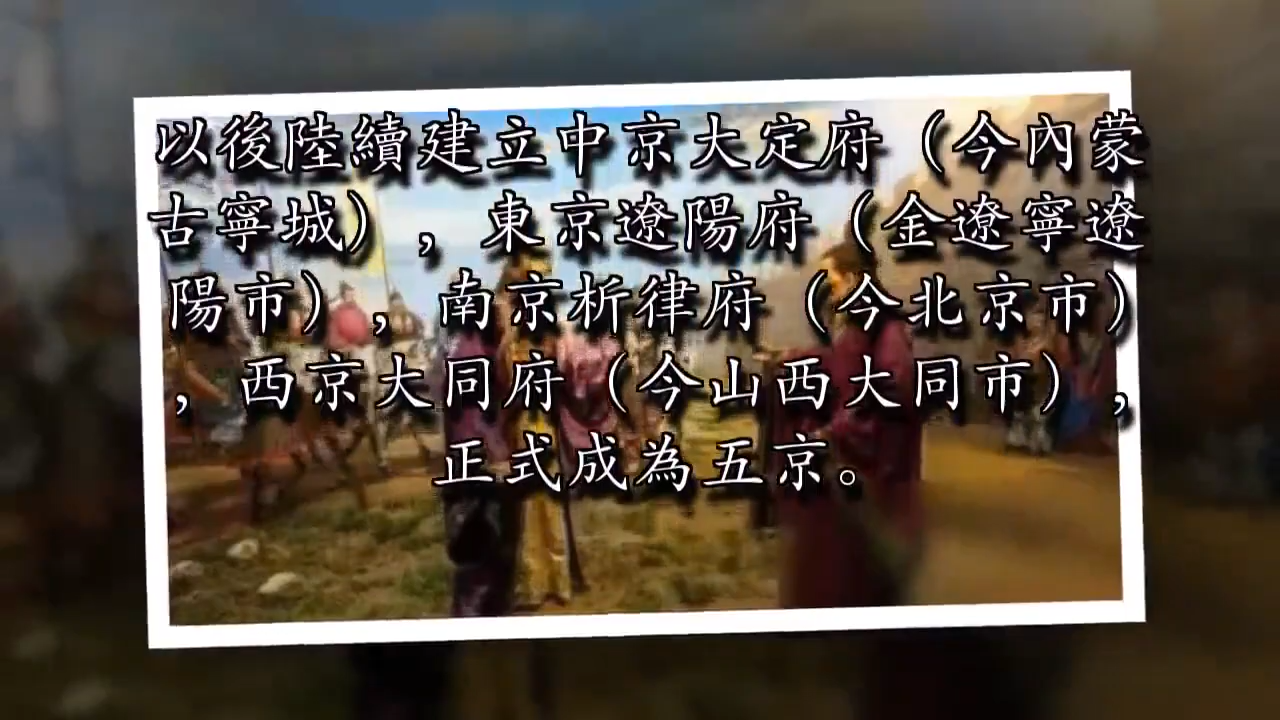 以後陸續建立中京大定府（今內蒙
古寧城），東京遼陽府（金遼寧遼
陽市），南京析律府（今北京市）
，西京大同府（今山西大同市），
正式成為五京。